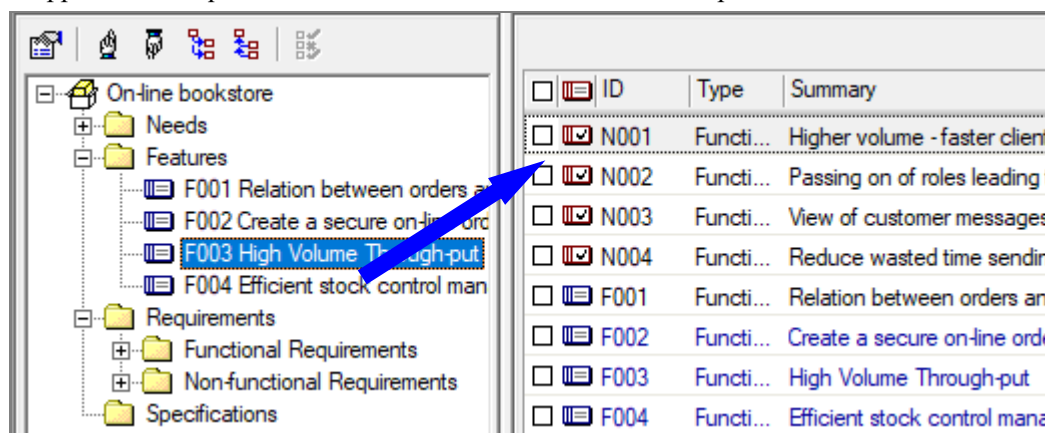 On-line bookstore
Needs
Features
F001 Relation between orders a
F002 Create a secure on-line ord
F003 High Volume Through-put
F004 Efficient stock control man
Requirements
Functional Requirements
Non-functional Requirements
Specifications
ID Type Summary
N001 Functi... Higher volume - faster client
N002 Functi... Passing on of roles leading
N003 Functi... View of customer messages
N004 Functi... Reduce wasted time sendin
F001 Functi... Relation between orders an
F002 Functi... Create a secure on-line orde
F003 Functi... High Volume Through-put
F004 Functi... Efficient stock control mana